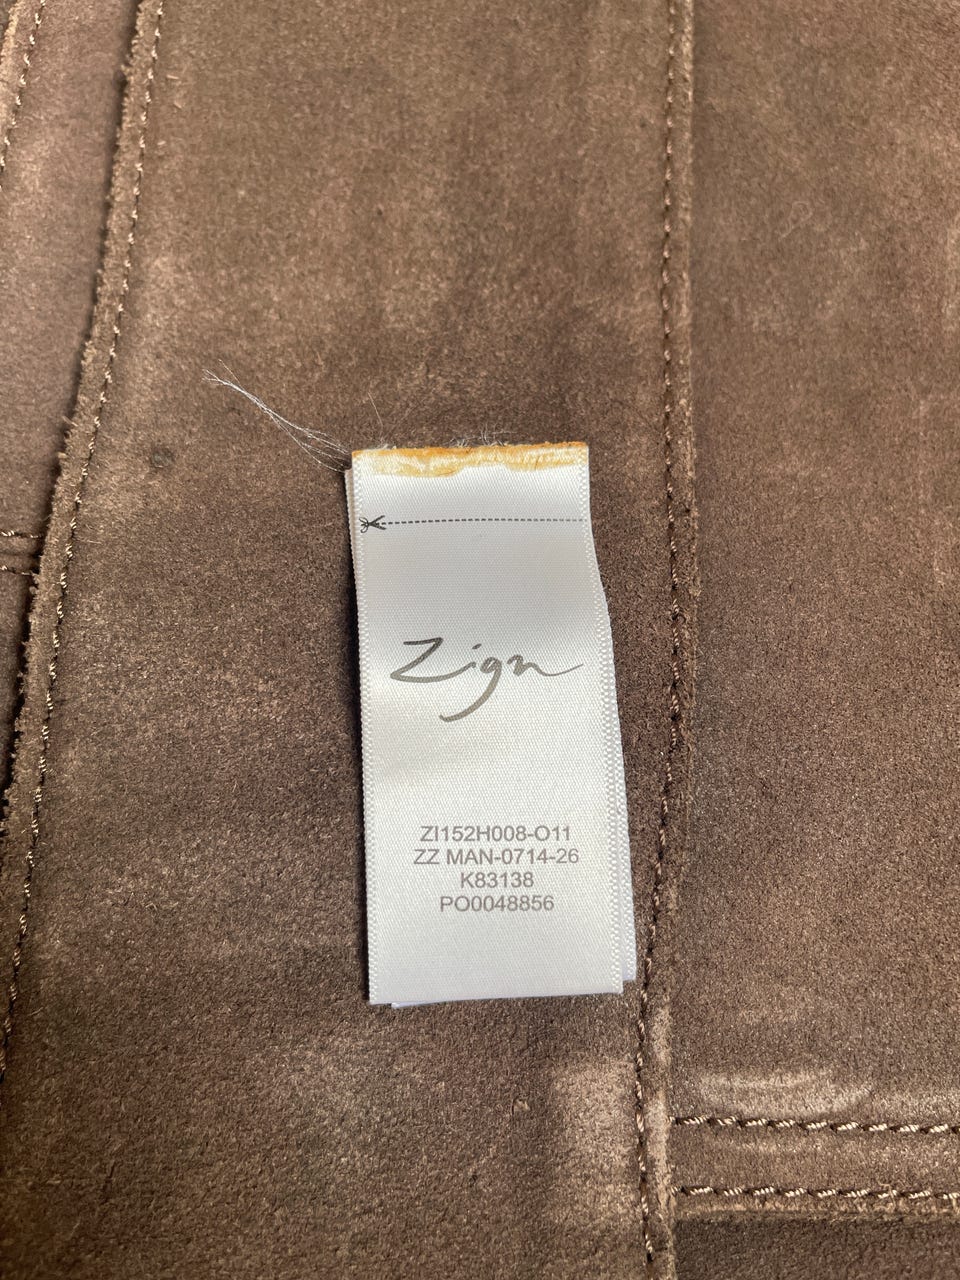 Zign
ZI152H008-O11
ZZ MAN-0714-26
K83138
PO0048856